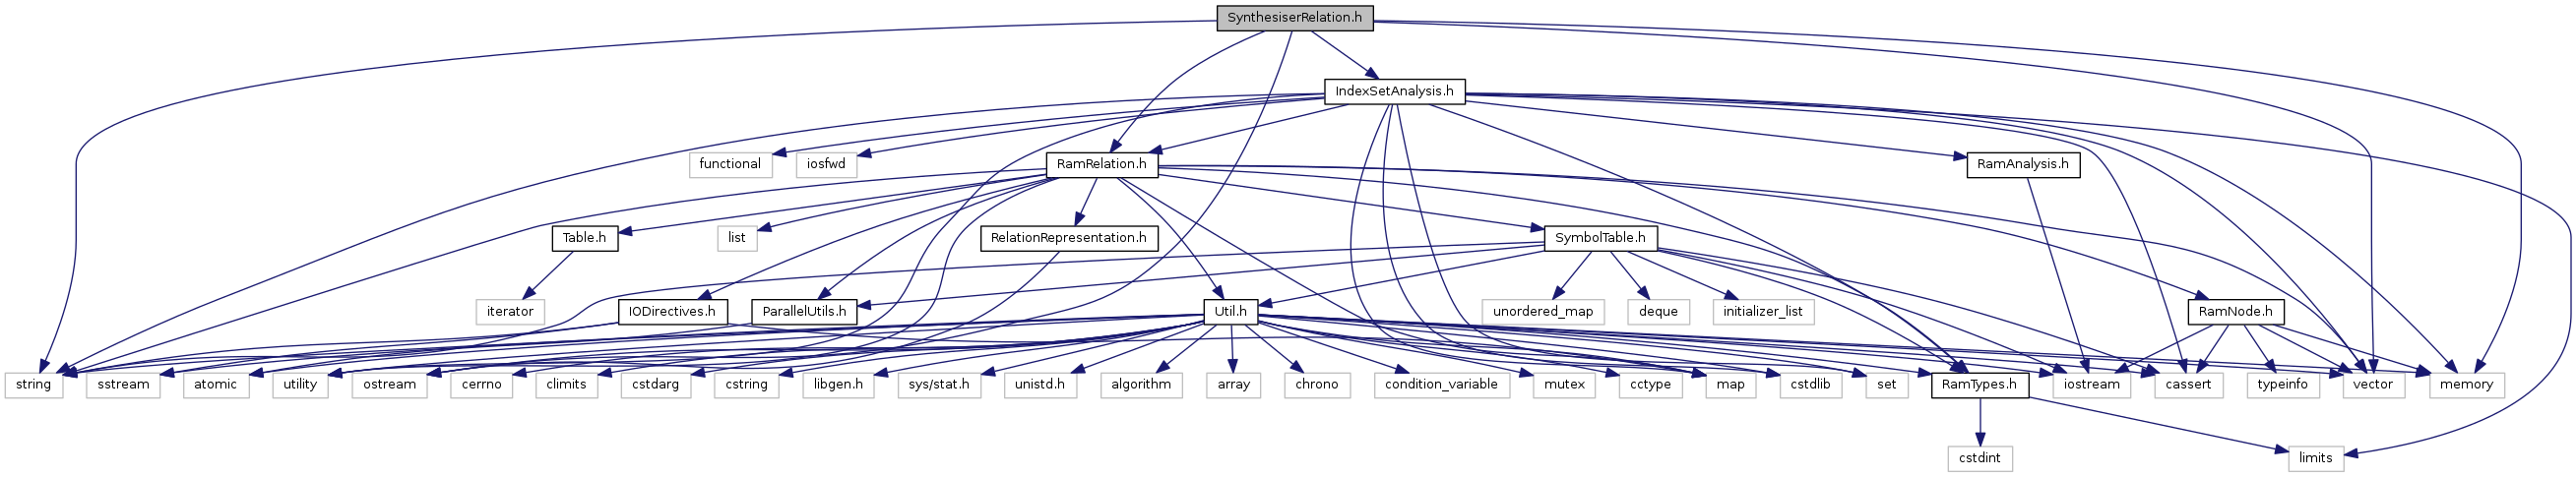 SynthesiserRelation.h
IndexSetAnalysis.h
functional
iosfwd
RamRelation.h
RamAnalysis.h
Table.h
list
RelationRepresentation.h
SymbolTable.h
iterator
IODirectives.h
ParallelUtils.h
Util.h
unordered_map
deque
initializer_list
RamNode.h
string
sstream
atomic
utility
ostream
cerrno
climits
cstdarg
cstring
libgen.h
sys/stat.h
unistd.h
algorithm
array
chrono
condition_variable
mutex
cctype
map
cstdlib
set
RamTypes.h
iostream
cassert
typeinfo
vector
memory
cstdint
limits